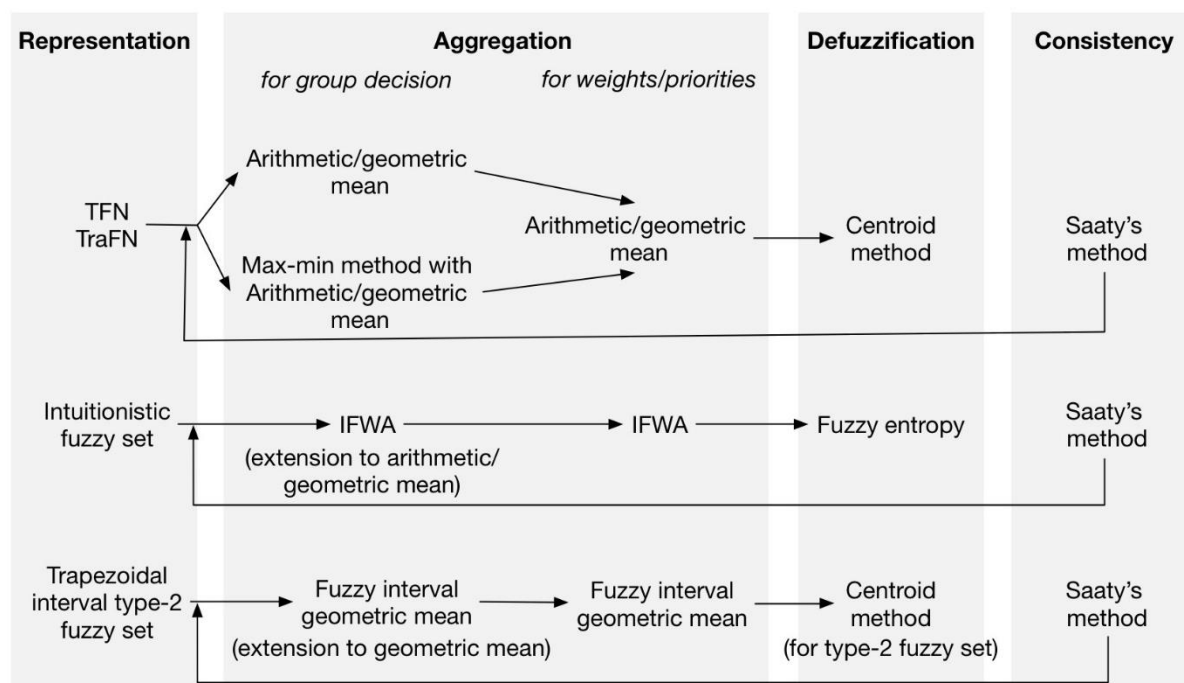 Representation
Aggregation
Defuzzification
Consistency
for group decision
for weights/priorities
TFN
TraFN
Arithmetic/geometric
mean
Max-min method with
Arithmetic/geometric
mean
Arithmetic/geometric
mean
Centroid
method
Saaty's
method
Intuitionistic
fuzzy set
IFWA
(extension to arithmetic/
geometric mean)
IFWA
Fuzzy entropy
Saaty's
method
Trapezoidal
interval type-2
fuzzy set
Fuzzy interval
geometric mean
(extension to geometric mean)
Fuzzy interval
geometric mean
Centroid
method
(for type-2 fuzzy set)
Saaty's
method